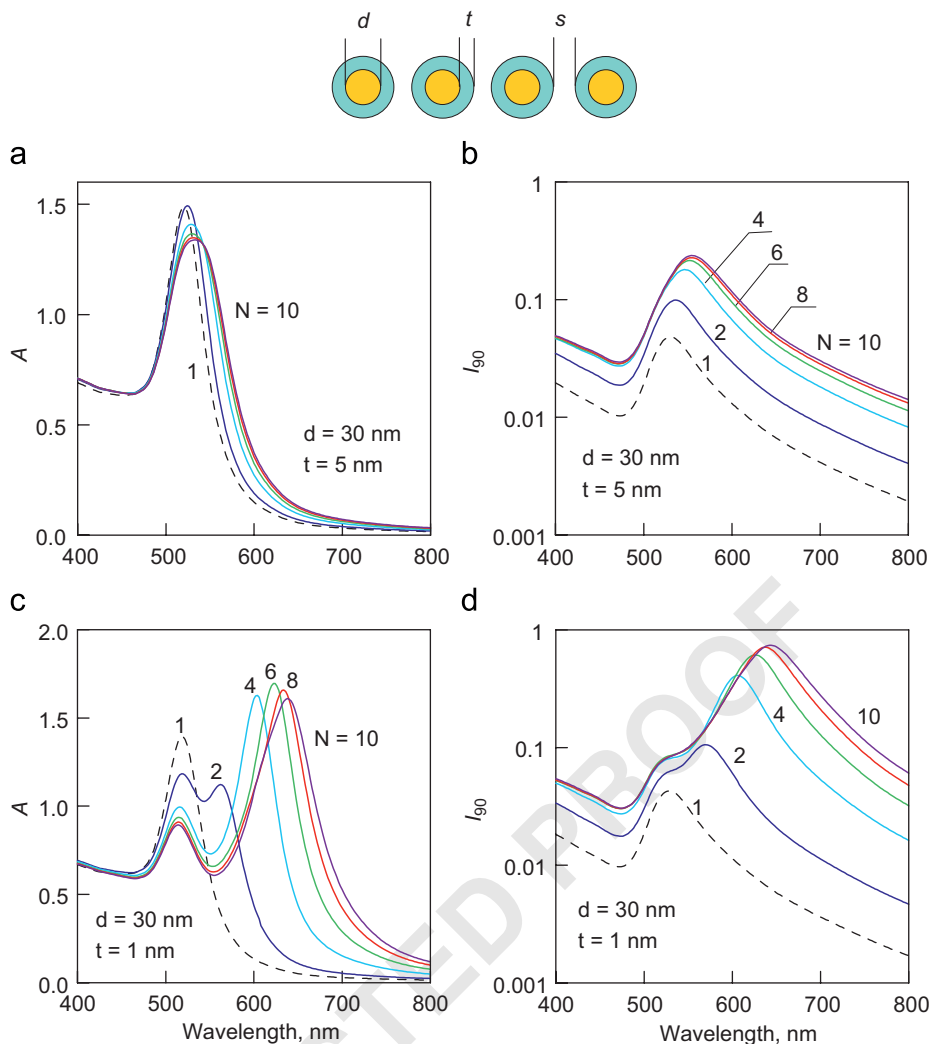 d t s
a
1.5
1.0
0.5
0.0
A
N = 10
1
d = 30 nm
t = 5 nm
400 500 600 700 800
b
1
0.1
0.01
0.001
I90
4
6
8
N = 10
2
1
d = 30 nm
t = 5 nm
400 500 600 700 800
c
2.0
1.5
1.0
0.5
0.0
A
1
2
4
6
8
N = 10
d = 30 nm
t = 1 nm
400 500 600 700 800
Wavelength, nm
d
1
0.1
0.01
0.001
I90
10
4
2
1
d = 30 nm
t = 1 nm
400 500 600 700 800
Wavelength, nm
TED PROOF